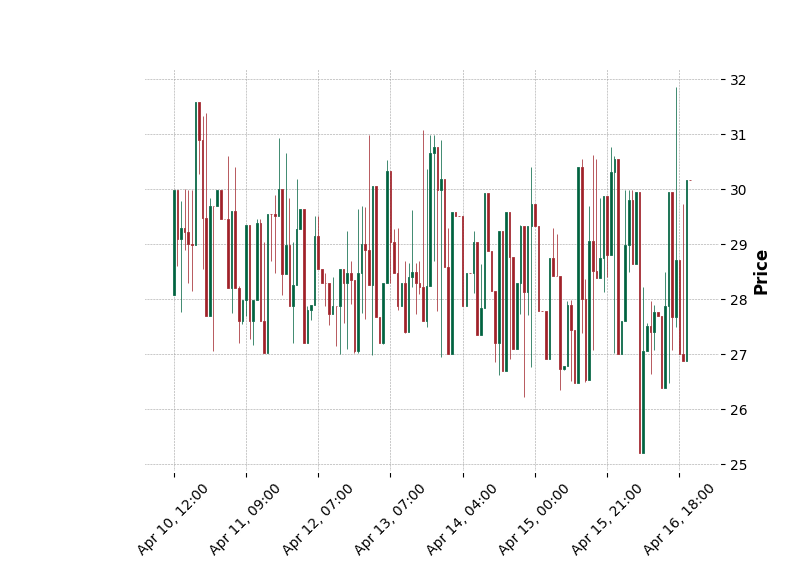 32
31
30
29
28
27
26
25
Price
Apr 10, 12:00
Apr 11, 09:00
Apr 12, 07:00
Apr 13, 07:00
Apr 14, 04:00
Apr 15, 00:00
Apr 15, 21:00
Apr 16, 18:00